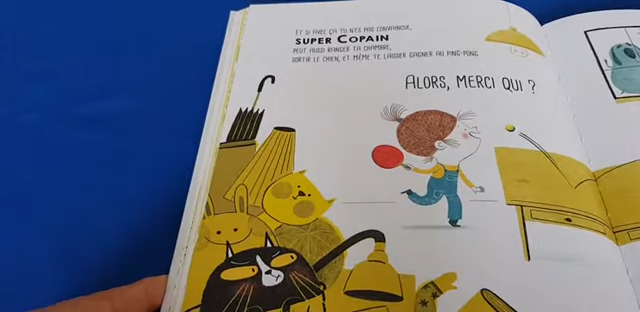 ET SI AVEC ÇA TU N'ES PAS CONVAINCUE,
SUPER COPAIN
PEUT AUSSI RANGER TA CHAMBRE,
SORTIR LE CHIEN, ET MÊME TE LAISSER GAGNER AU PING-PONG
ALORS, MERCI QUI ?